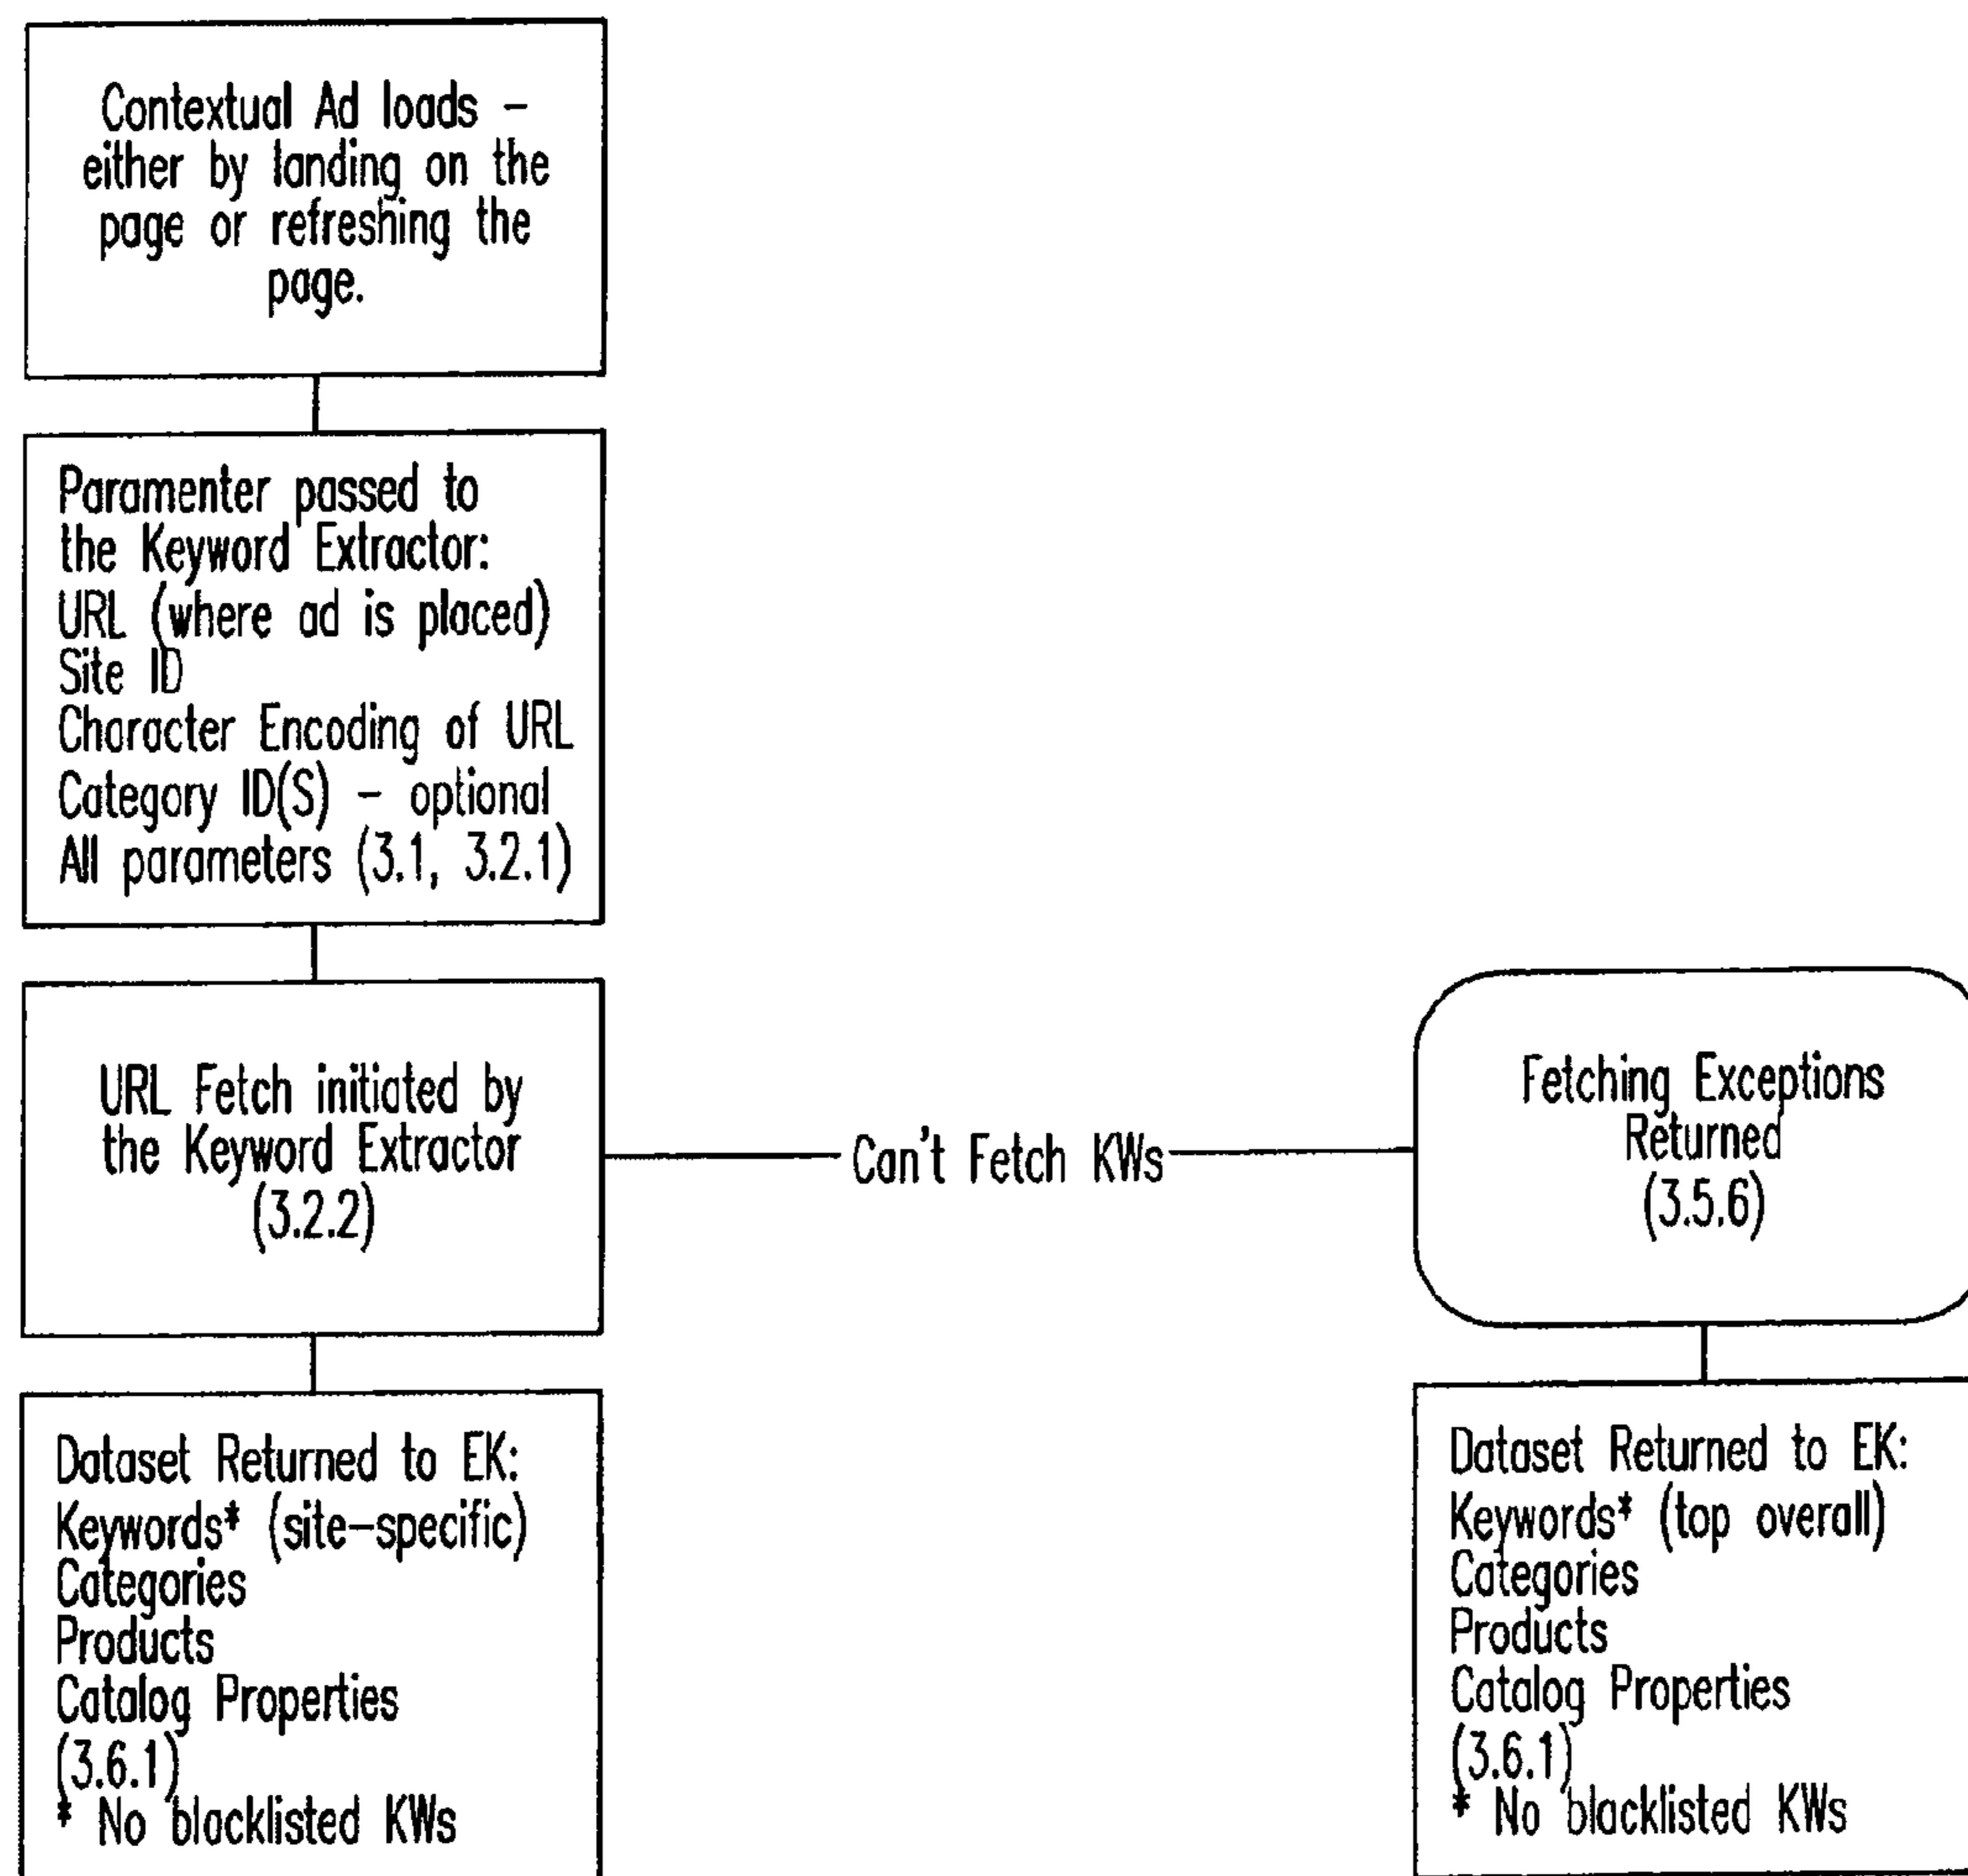 Contextual Ad loads –
either by landing on the
page or refreshing the
page.
Paramenter passed to
the Keyword Extractor:
URL (where ad is placed)
Site ID
Character Encoding of URL
Category ID(S) – optional
All parameters (3.1, 3.2.1)
URL Fetch initiated by
the Keyword Extractor
(3.2.2)
Can't Fetch KWs
Fetching Exceptions
Returned
(3.5.6)
Dataset Returned to EK:
Keywords* (site-specific)
Categories
Products
Catalog Properties
(3.6.1)
* No blacklisted KWs
Dataset Returned to EK:
Keywords* (top overall)
Categories
Products
Catalog Properties
(3.6.1)
* No blacklisted KWs